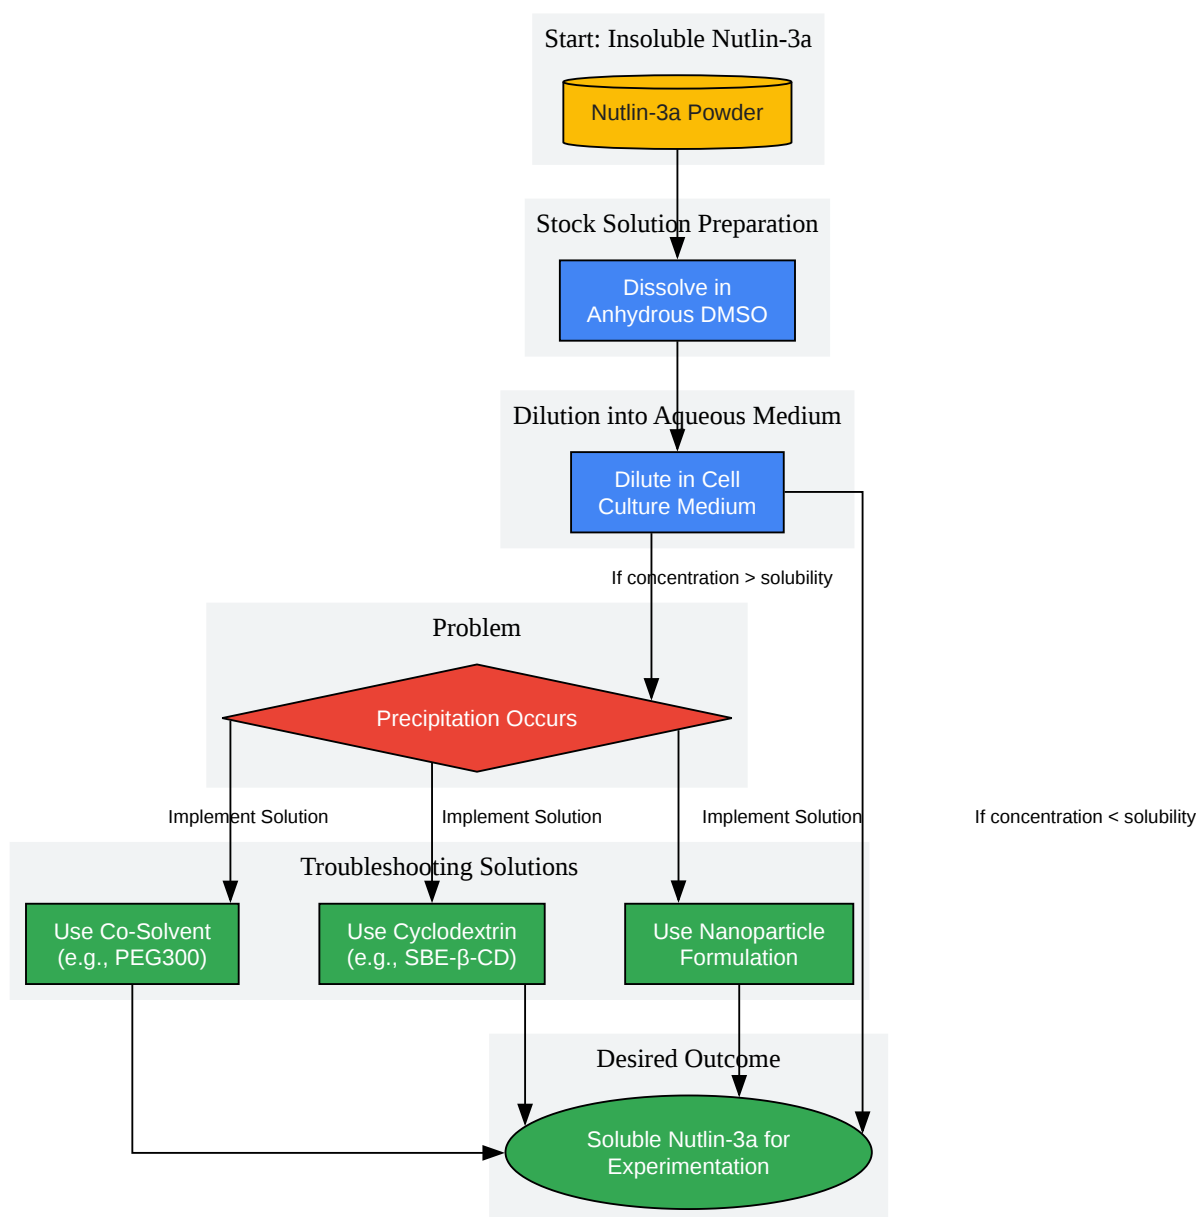 Start: Insoluble Nutlin-3a
Nutlin-3a Powder
Stock Solution Preparation
Dissolve in
Anhydrous DMSO
Dilution into Aqueous Medium
Dilute in Cell
Culture Medium
If concentration > solubility
Problem
Precipitation Occurs
Implement Solution
Implement Solution
Implement Solution
If concentration < solubility
Troubleshooting Solutions
Use Co-Solvent
(e.g., PEG300)
Use Cyclodextrin
(e.g., SBE-β-CD)
Use Nanoparticle
Formulation
Desired Outcome
Soluble Nutlin-3a for
Experimentation